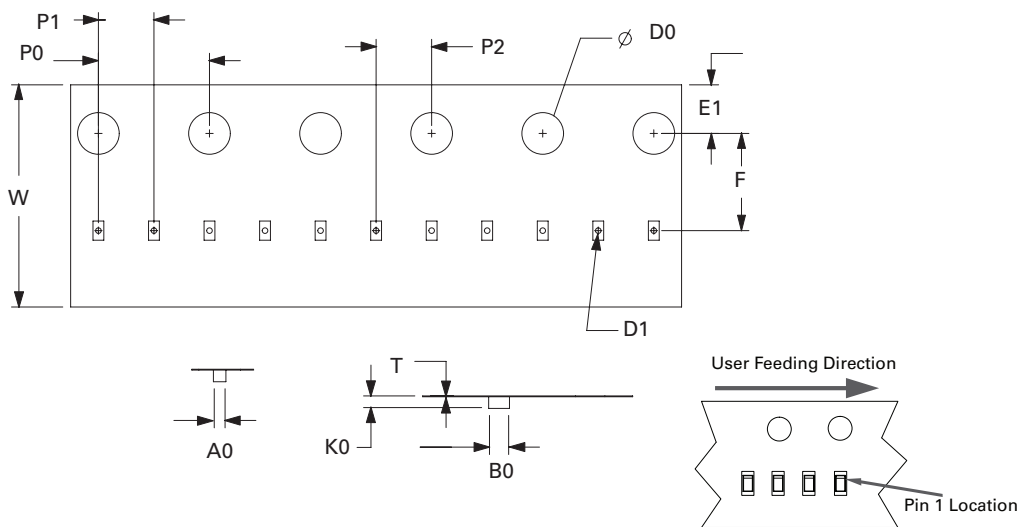 P1
P0
P2
⌀ D0
E1
W
F
D1
T
K0
A0
B0
User Feeding Direction
Pin 1 Location